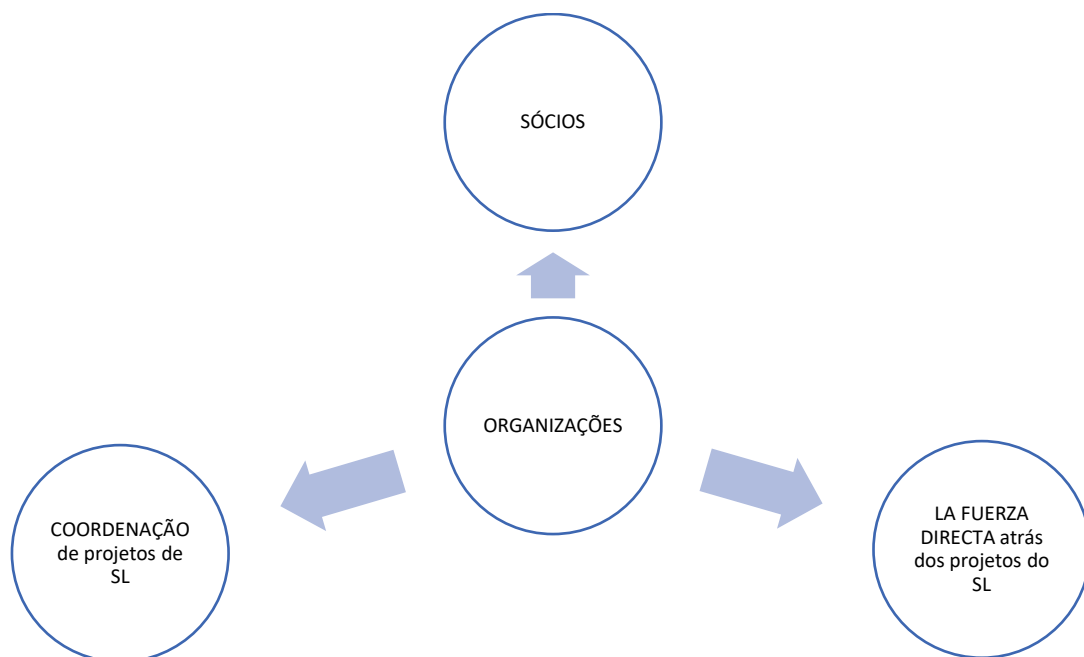 SÓCIOS
ORGANIZAÇÕES
COORDENAÇÃO
de projetos de
SL
LA FUERZA
DIRECTA atrás
dos projetos do
SL